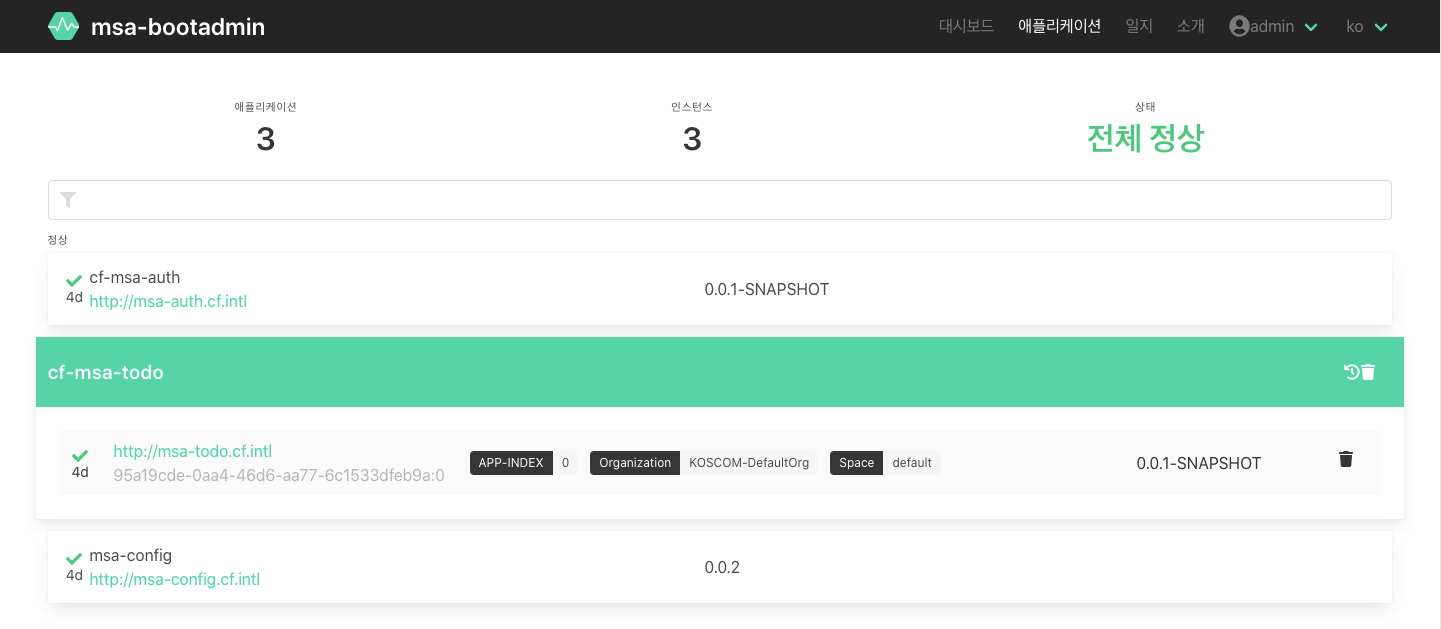 msa-bootadmin
대시보드 애플리케이션 일지 소개 admin ko
애플리케이션 인스턴스 상태
3 3 전체 정상
정상
cf-msa-auth
4d http://msa-auth.cf.intl
0.0.1-SNAPSHOT
cf-msa-todo
http://msa-todo.cf.intl
4d 95a19cde-0aa4-46d6-aa77-6c1533dfeb9a:0
APP-INDEX 0 Organization KOSCOM-DefaultOrg Space default
0.0.1-SNAPSHOT
msa-config
4d http://msa-config.cf.intl
0.0.2